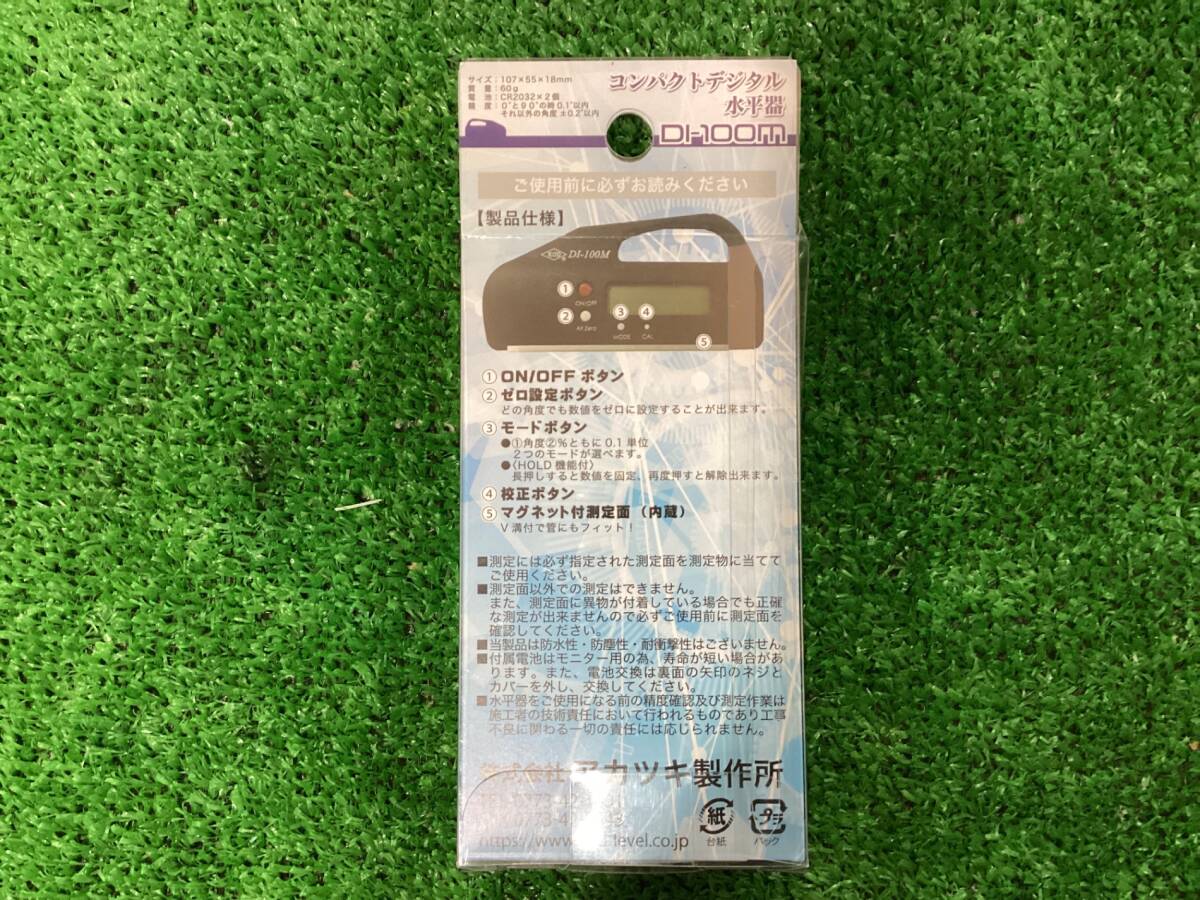 サイズ：107×55×18mm
質 量：60g
電 池：CR2032×2個
精 度：0°と90°の時0.1°以内
それ以外の角度 ±0.2°以内
コンパクトデジタル
水平器
DI-100M
ご使用前に必ずお読みください
【製品仕様】
DI-100M
① ON/OFF
② Alt Zero
③ ④
MODE CAL
⑤
① ON/OFF ボタン
② ゼロ設定ボタン
どの角度でも数値をゼロに設定することが出来ます。
③ モードボタン
●①角度②%ともに 0.1 単位
2つのモードが選べます。
●〈HOLD 機能付〉
長押しすると数値を固定、再度押すと解除出来ます。
④ 校正ボタン
⑤ マグネット付測定面（内蔵）
V 溝付で管にもフィット！
■測定には必ず指定された測定面を測定物に当てて
ご使用ください。
■測定面以外での測定はできません。
また、測定面に異物が付着している場合でも正確
な測定が出来ませんので必ずご使用前に測定面を
確認してください。
■当製品は防水性・防塵性・耐衝撃性はございません。
■付属電池はモニター用の為、寿命が短い場合があ
ります。また、電池交換は裏面の矢印のネジと
カバーを外し、交換してください。
■水平器をご使用になる前の精度確認及び測定作業は
施工者の技術責任において行われるものであり工事
不良に関わる一切の責任には応じられません。
株式会社 アカツキ製作所
https://www. level.co.jp
紙
台紙
プラ
パック